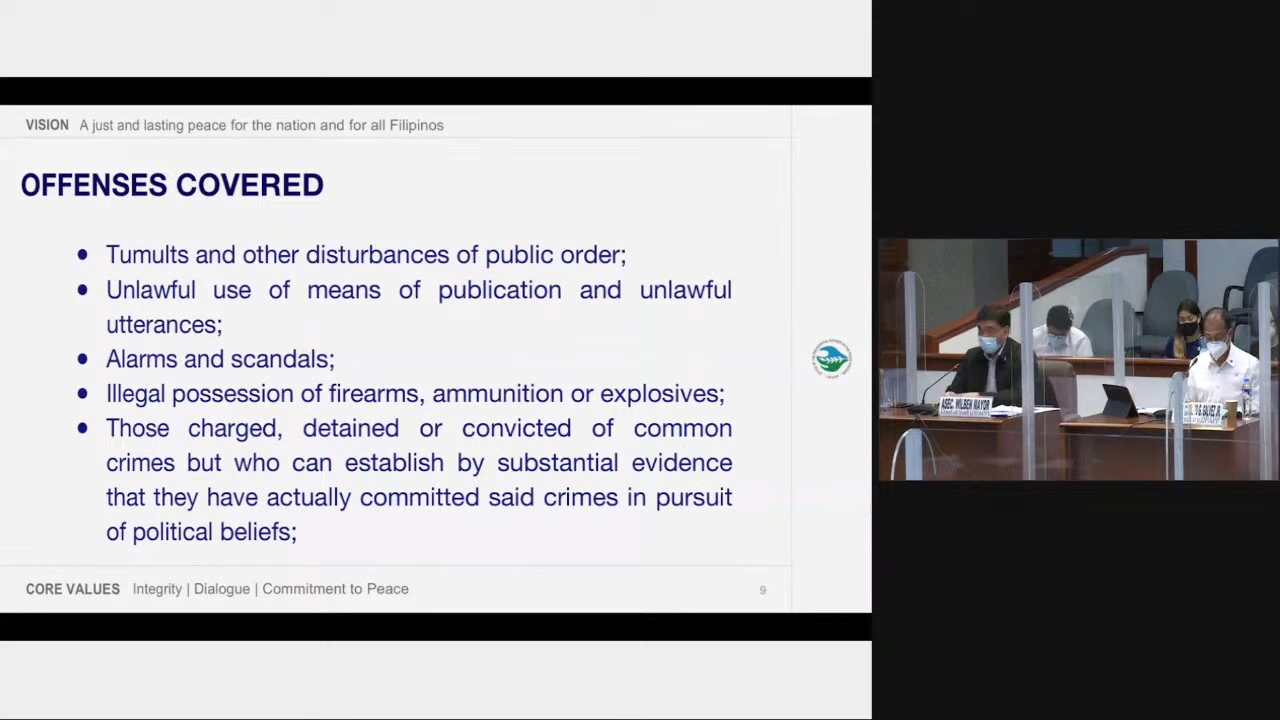 VISION A just and lasting peace for the nation and for all Filipinos
OFFENSES COVERED
• Tumults and other disturbances of public order;
• Unlawful use of means of publication and unlawful
utterances;
• Alarms and scandals;
• Illegal possession of firearms, ammunition or explosives;
• Those charged, detained or convicted of common
crimes but who can establish by substantial evidence
that they have actually committed said crimes in pursuit
of political beliefs;
CORE VALUES Integrity | Dialogue | Commitment to Peace
9
ASEC. WILBEN MAYOR